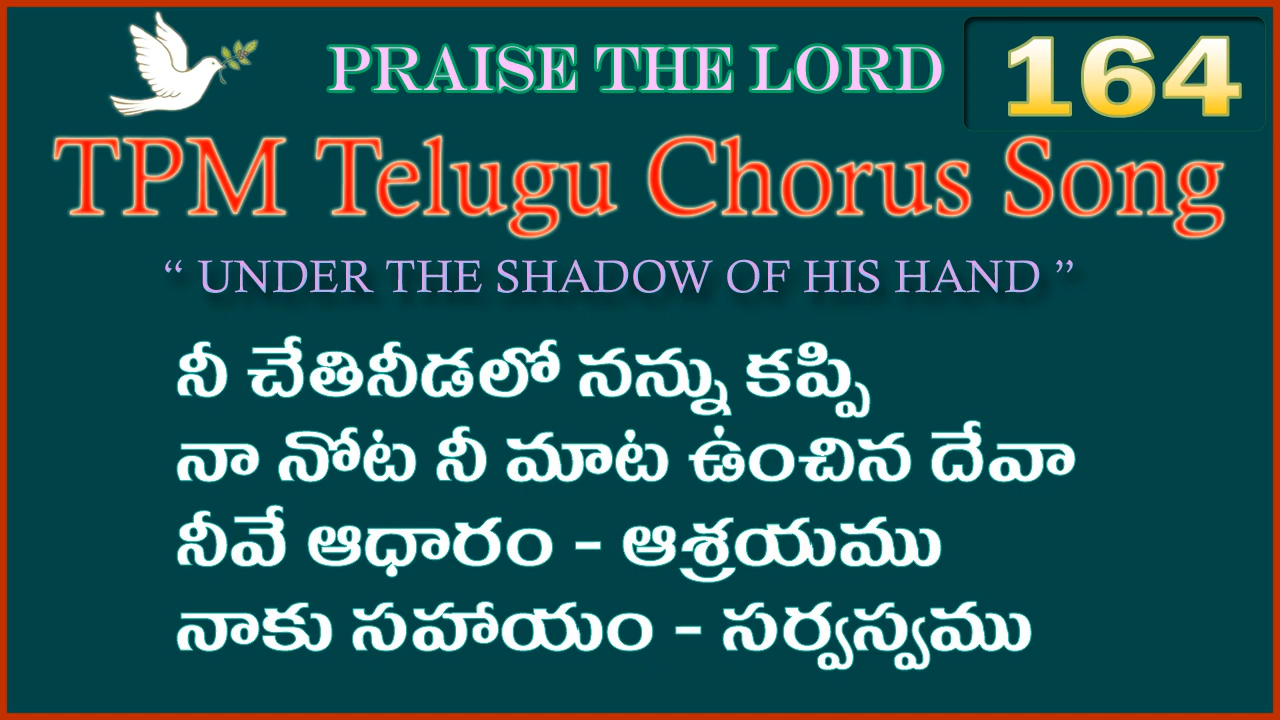 PRAISE THE LORD
164
TPM Telugu Chorus Song
“ UNDER THE SHADOW OF HIS HAND ”
నీ చేతినీడలో నన్ను కప్పి
నా నోట నీ మాట ఉంచిన దేవా
నీవే ఆధారం - ఆశ్రయము
నాకు సహాయం - సర్వస్వము